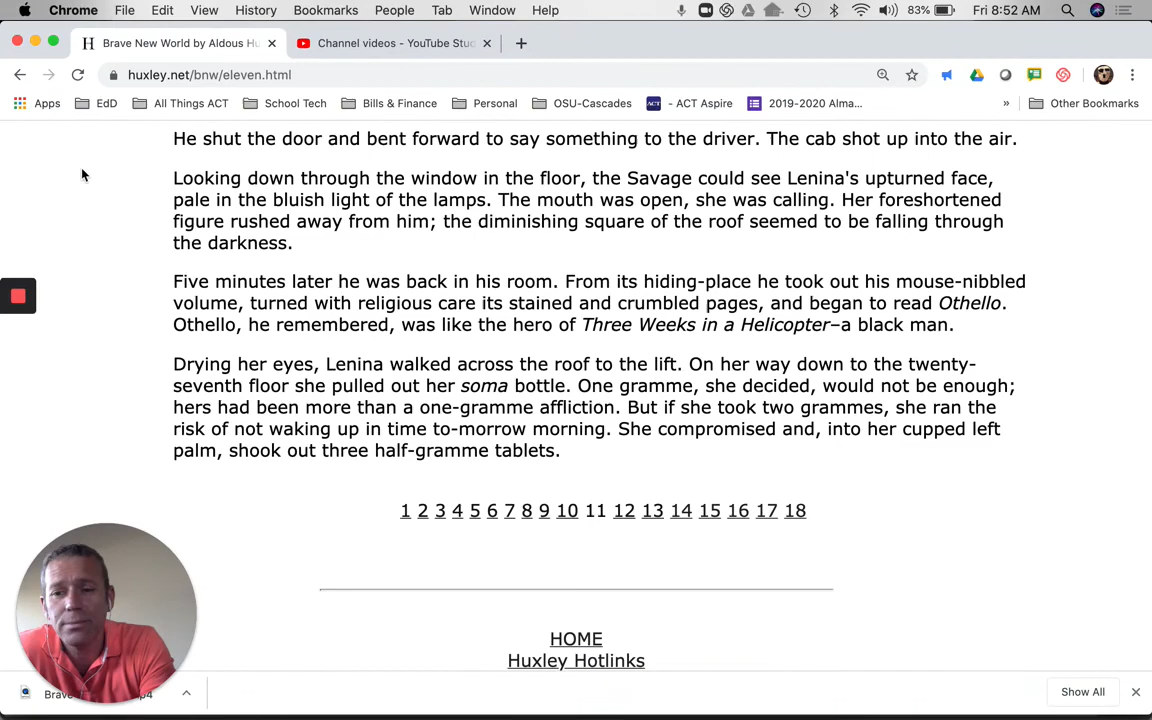 Chrome File Edit View History Bookmarks People Tab Window Help 83% Fri 8:52 AM
H Brave New World by Aldous Hu Channel videos - YouTube Stud
huxley.net/bnw/eleven.html
Apps EdD All Things ACT School Tech Bills & Finance Personal OSU-Cascades ACT - ACT Aspire 2019-2020 Alma... » Other Bookmarks
He shut the door and bent forward to say something to the driver. The cab shot up into the air.
Looking down through the window in the floor, the Savage could see Lenina's upturned face,
pale in the bluish light of the lamps. The mouth was open, she was calling. Her foreshortened
figure rushed away from him; the diminishing square of the roof seemed to be falling through
the darkness.
Five minutes later he was back in his room. From its hiding-place he took out his mouse-nibbled
volume, turned with religious care its stained and crumbled pages, and began to read Othello.
Othello, he remembered, was like the hero of Three Weeks in a Helicopter–a black man.
Drying her eyes, Lenina walked across the roof to the lift. On her way down to the twenty-
seventh floor she pulled out her soma bottle. One gramme, she decided, would not be enough;
hers had been more than a one-gramme affliction. But if she took two grammes, she ran the
risk of not waking up in time to-morrow morning. She compromised and, into her cupped left
palm, shook out three half-gramme tablets.
1 2 3 4 5 6 7 8 9 10 11 12 13 14 15 16 17 18
HOME
Huxley Hotlinks
Brave p4 Show All